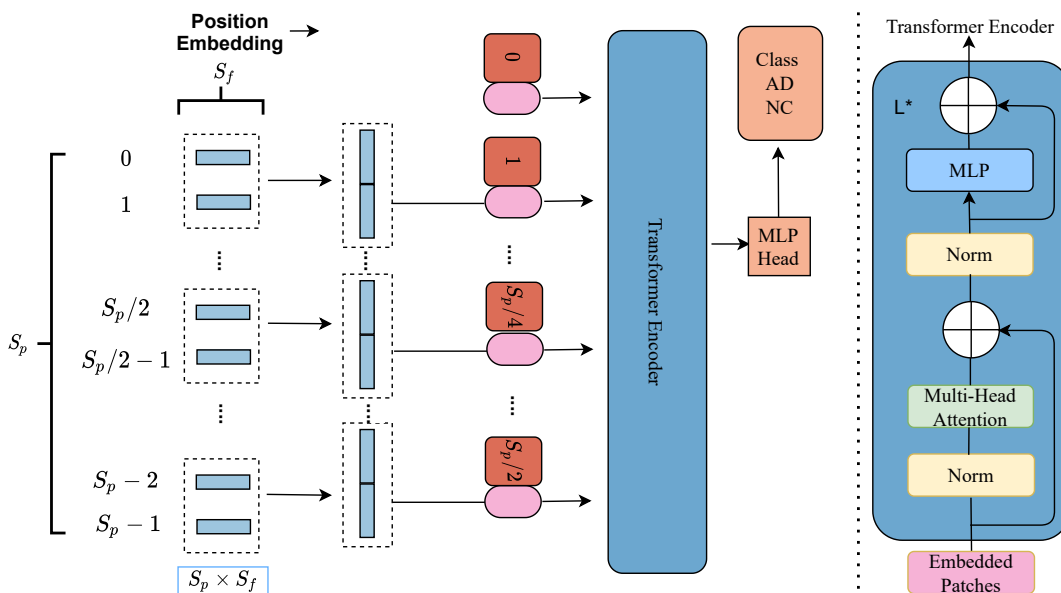 Position
Embedding
S_f
S_p
0
1
....
S_p/2
S_p/2 − 1
....
S_p − 2
S_p − 1
S_p × S_f
....
....
0
1
....
S_p/4
....
S_p/2
Transformer Encoder
Class
AD
NC
MLP
Head
Transformer Encoder
L*
MLP
Norm
Multi-Head
Attention
Norm
Embedded
Patches